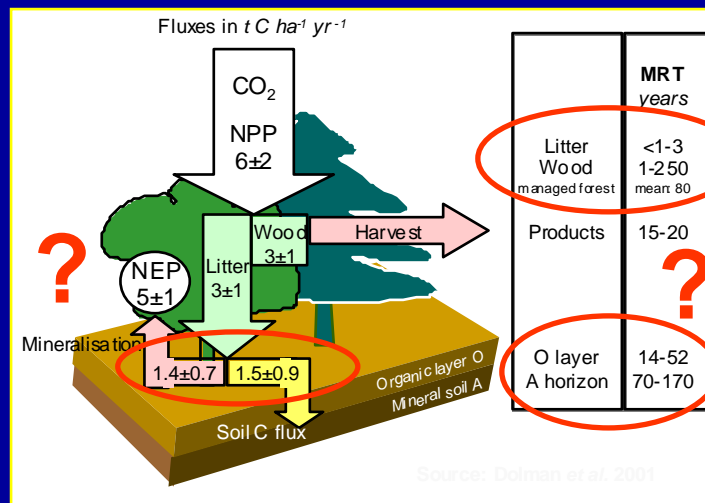 Fluxes in t C ha⁻¹ yr⁻¹
CO₂
NPP
6±2
Wood
3±1
Harvest
Litter
3±1
?
NEP
5±1
Mineralisation
1.4±0.7
1.5±0.9
Organic layer O
Mineral soil A
Soil C flux
MRT
years
Litter <1-3
Wood 1-250
managed forest mean: 80
Products 15-20
?
O layer 14-52
A horizon 70-170
Source: Dolman et al. 2001